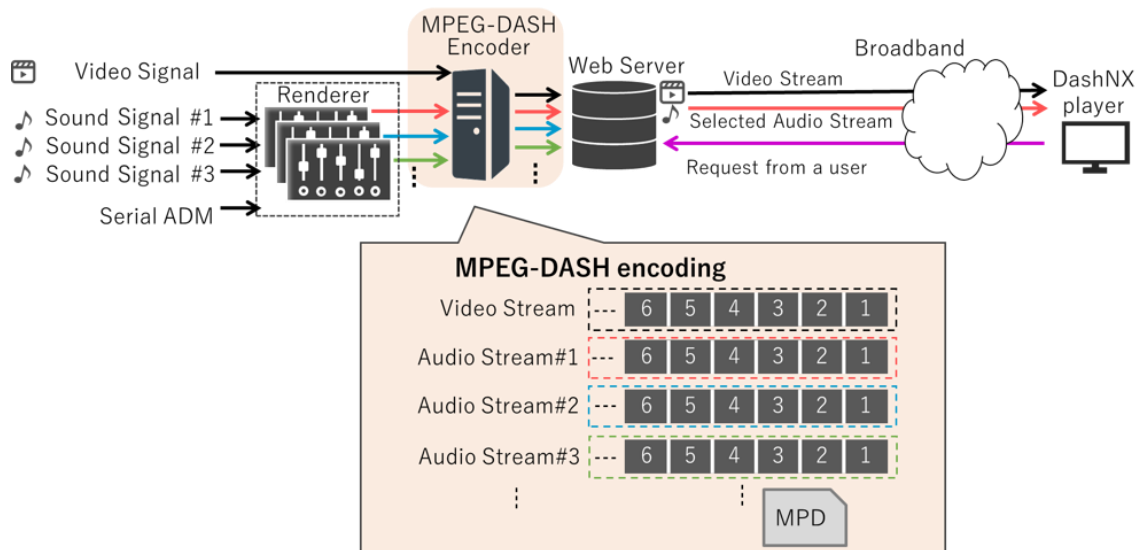 MPEG-DASH
Encoder
Video Signal
Renderer
Sound Signal #1
Sound Signal #2
Sound Signal #3
Serial ADM
Web Server
Video Stream
Selected Audio Stream
Request from a user
Broadband
DashNX
player
MPEG-DASH encoding
Video Stream --- 6 5 4 3 2 1
Audio Stream#1 --- 6 5 4 3 2 1
Audio Stream#2 --- 6 5 4 3 2 1
Audio Stream#3 --- 6 5 4 3 2 1
MPD